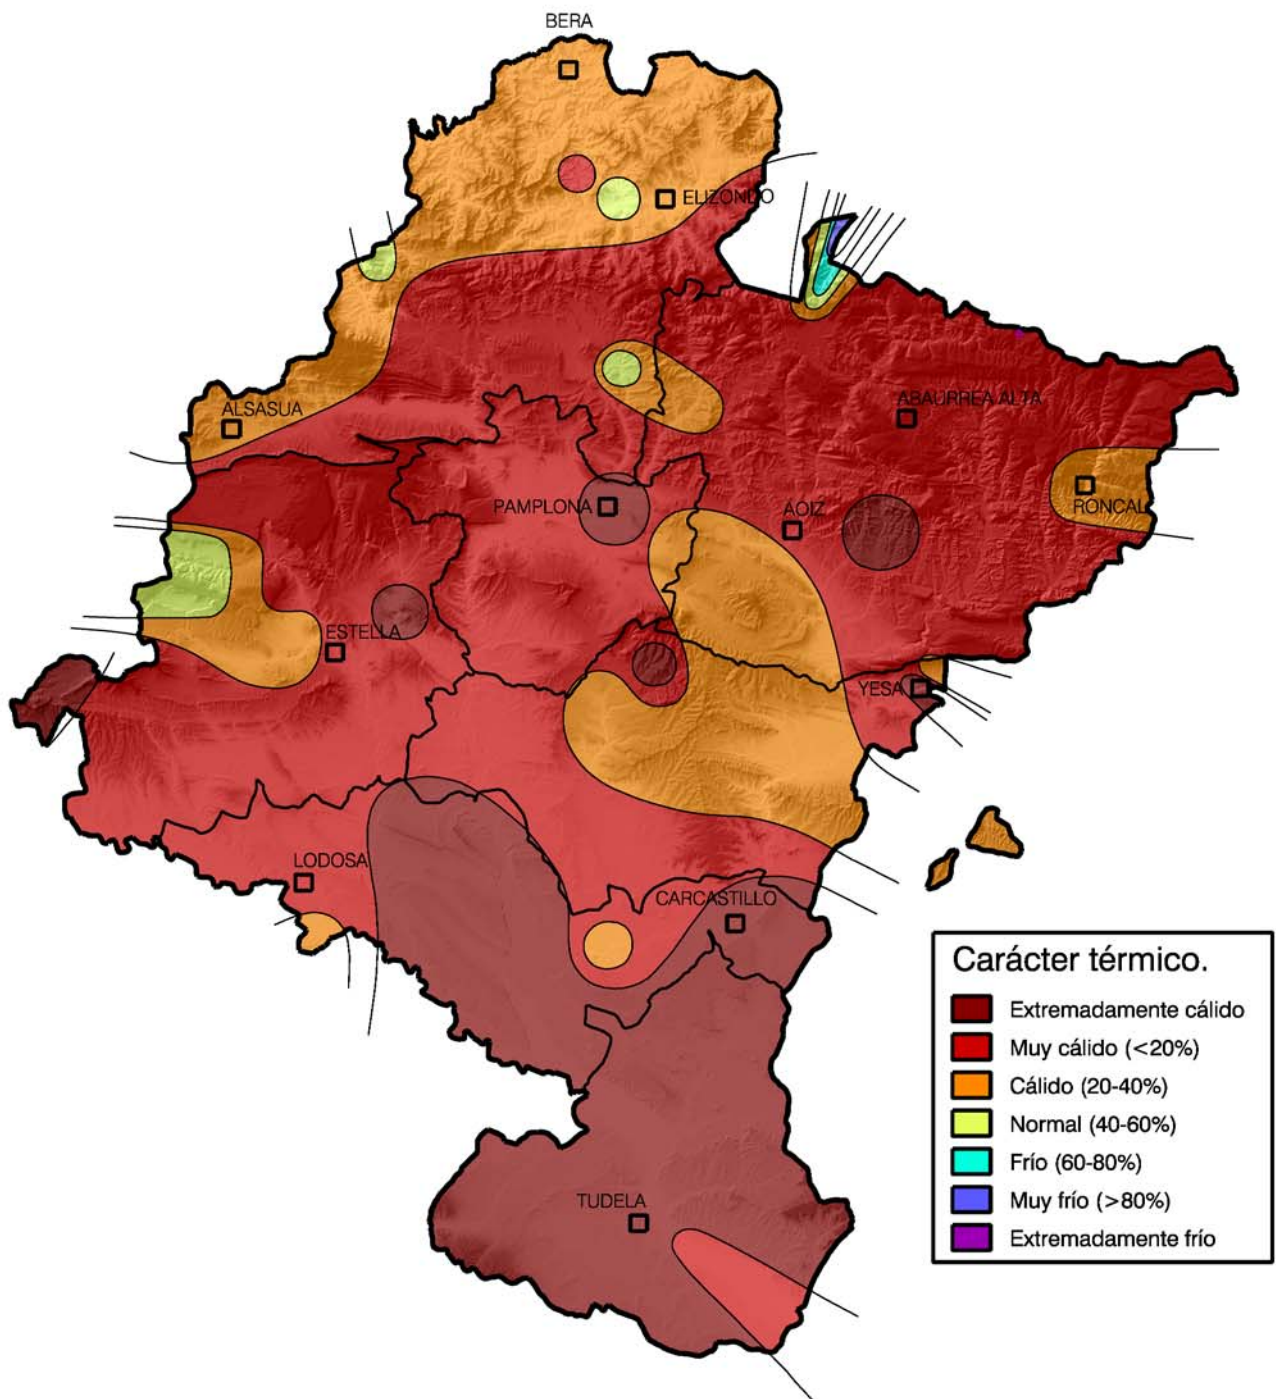 BERA
ELIZONDO
ALSASUA
ABAURREA ALTA
PAMPLONA
AOIZ
RONCAL
ESTELLA
YESA
LODOSA
CARCASTILLO
TUDELA
Carácter térmico.
Extremadamente cálido
Muy cálido (<20%)
Cálido (20-40%)
Normal (40-60%)
Frío (60-80%)
Muy frío (>80%)
Extremadamente frío